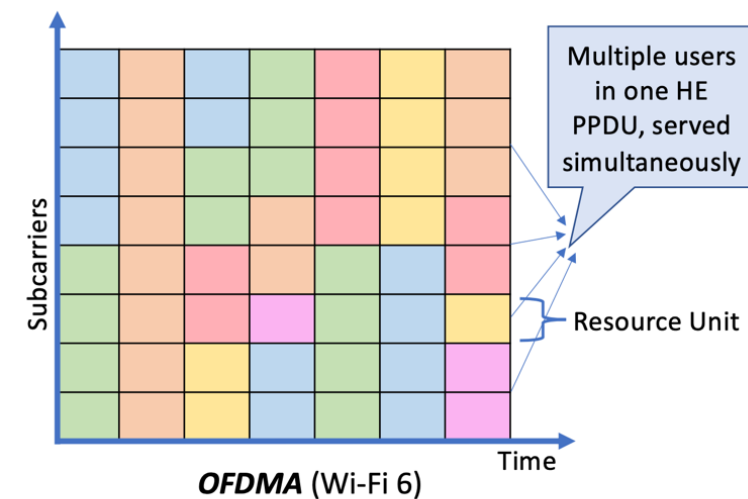 Multiple users
in one HE
PPDU, served
simultaneously
Subcarriers
Resource Unit
Time
OFDMA (Wi-Fi 6)